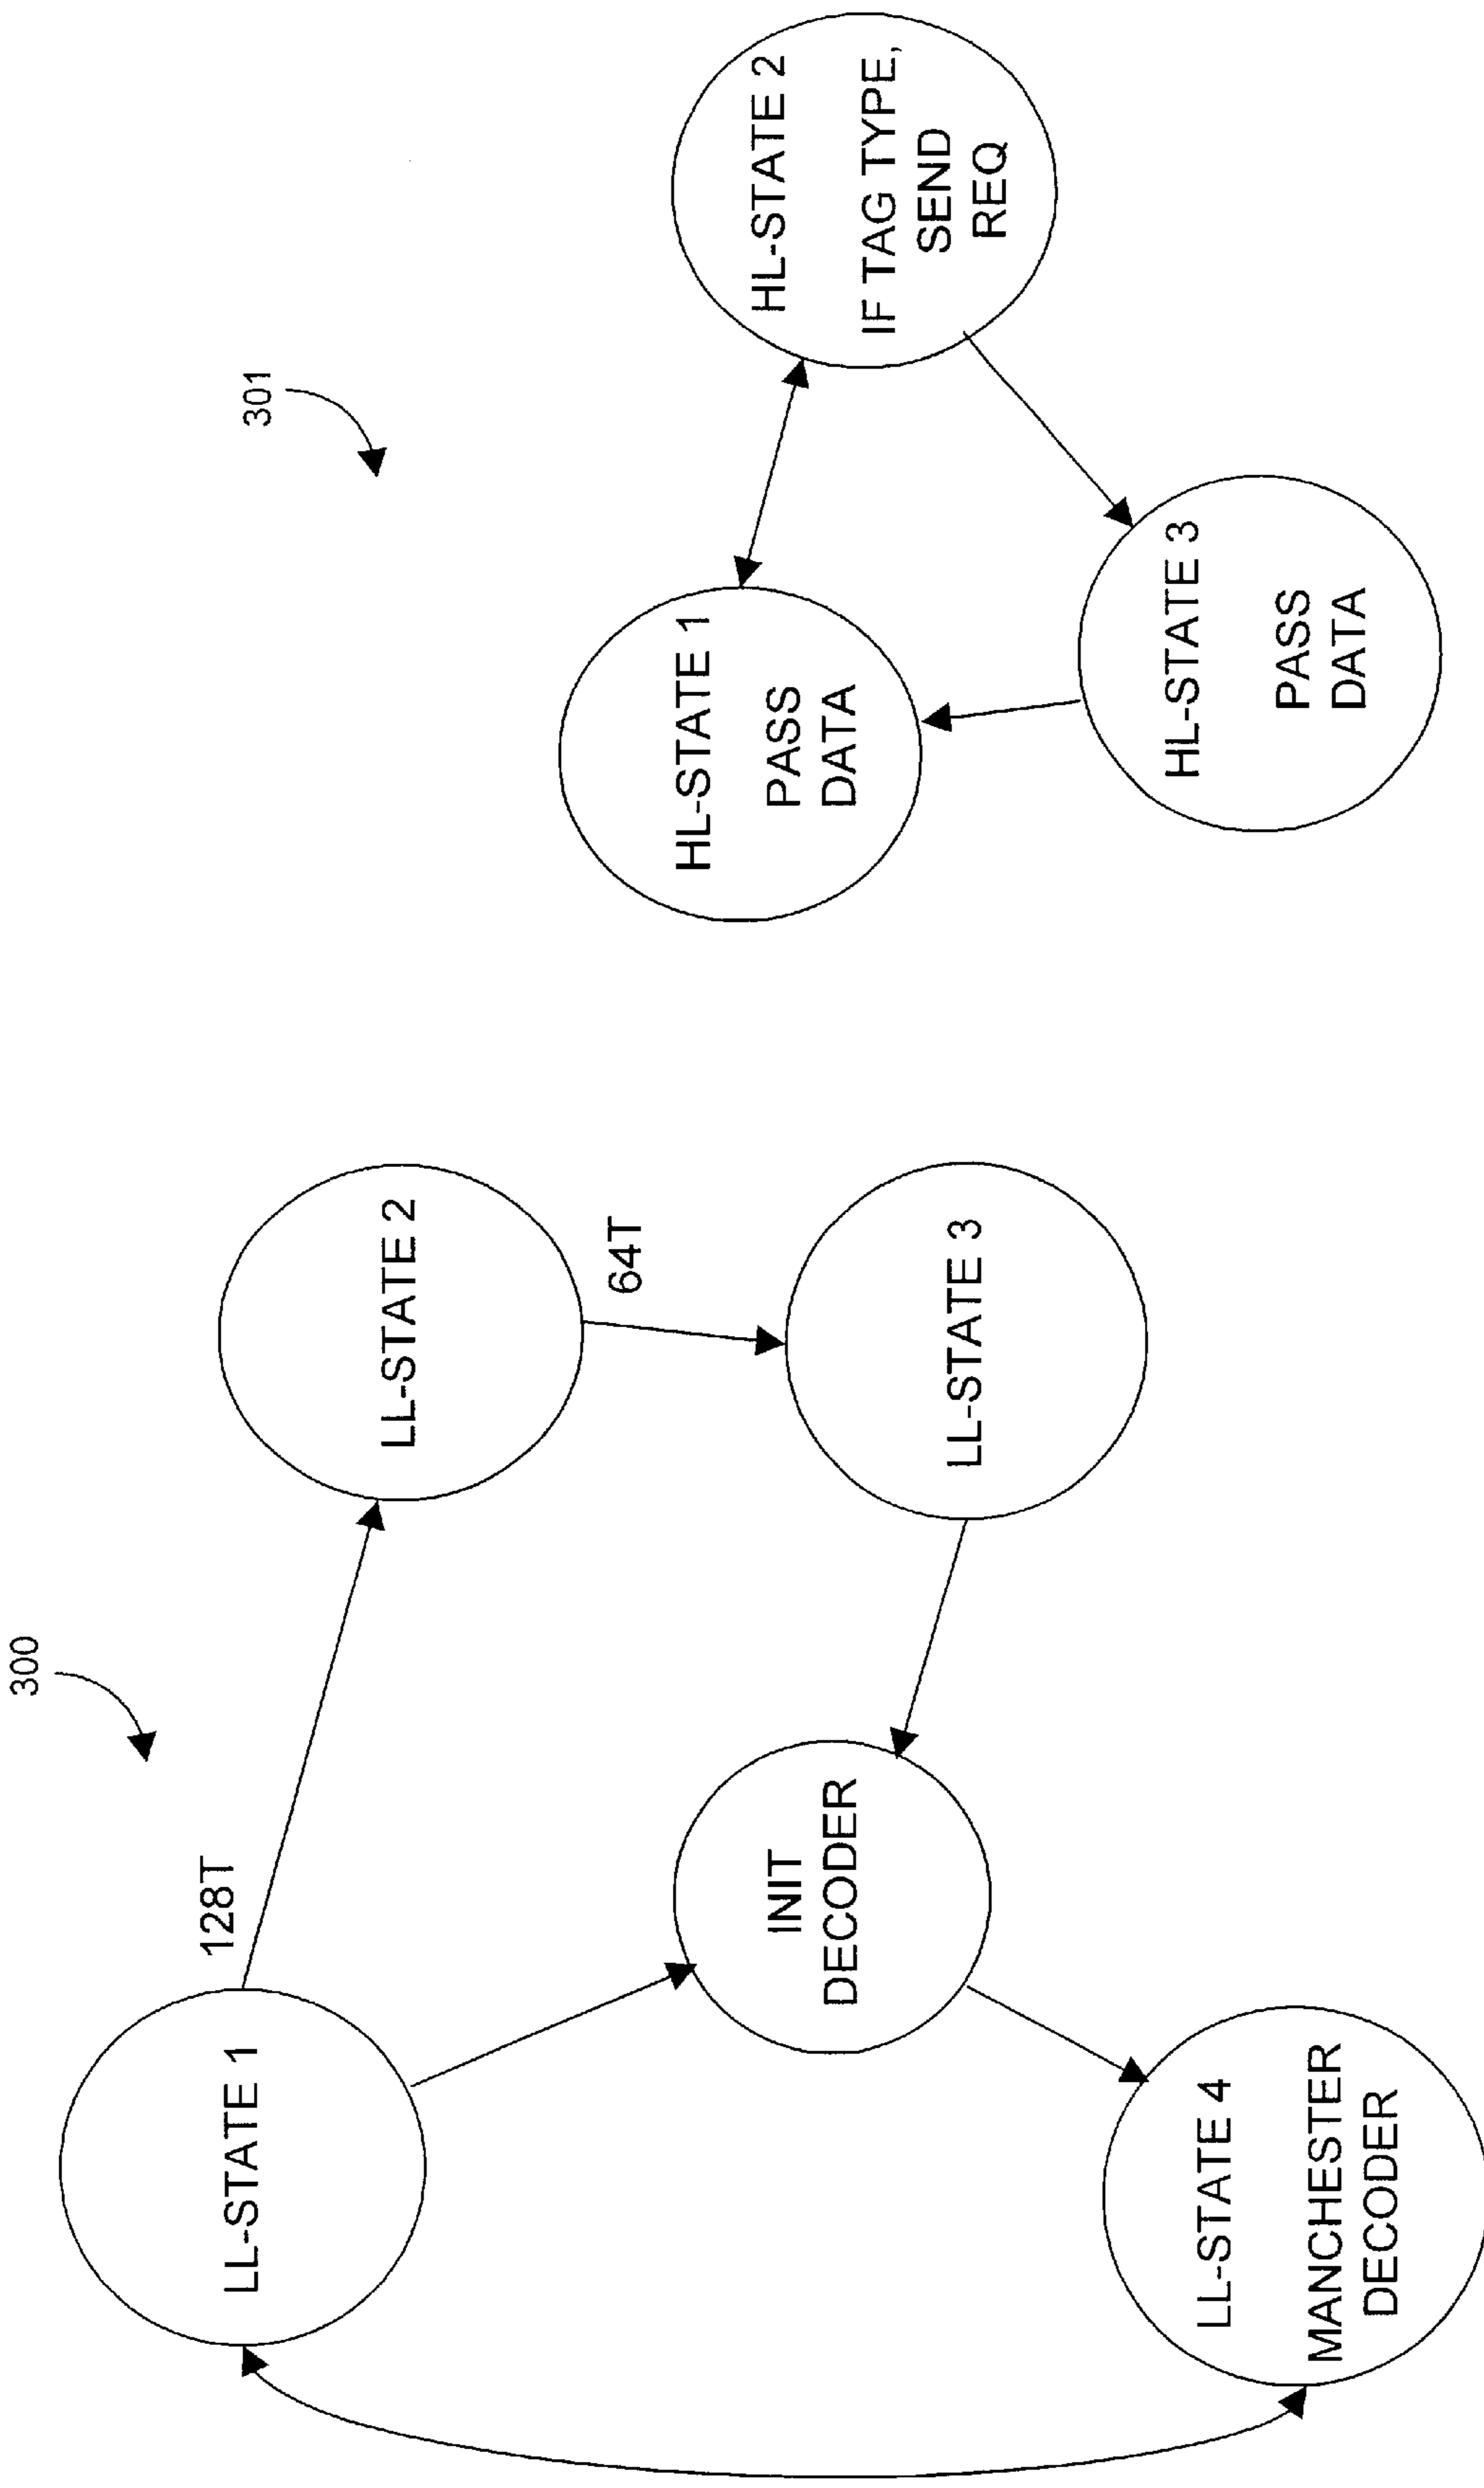 300
LL-STATE 1
128T
LL-STATE 2
64T
INIT
DECODER
LL-STATE 3
LL-STATE 4
MANCHESTER
DECODER
301
HL-STATE 1
PASS
DATA
HL-STATE 2
IF TAG TYPE,
SEND
REQ
HL-STATE 3
PASS
DATA